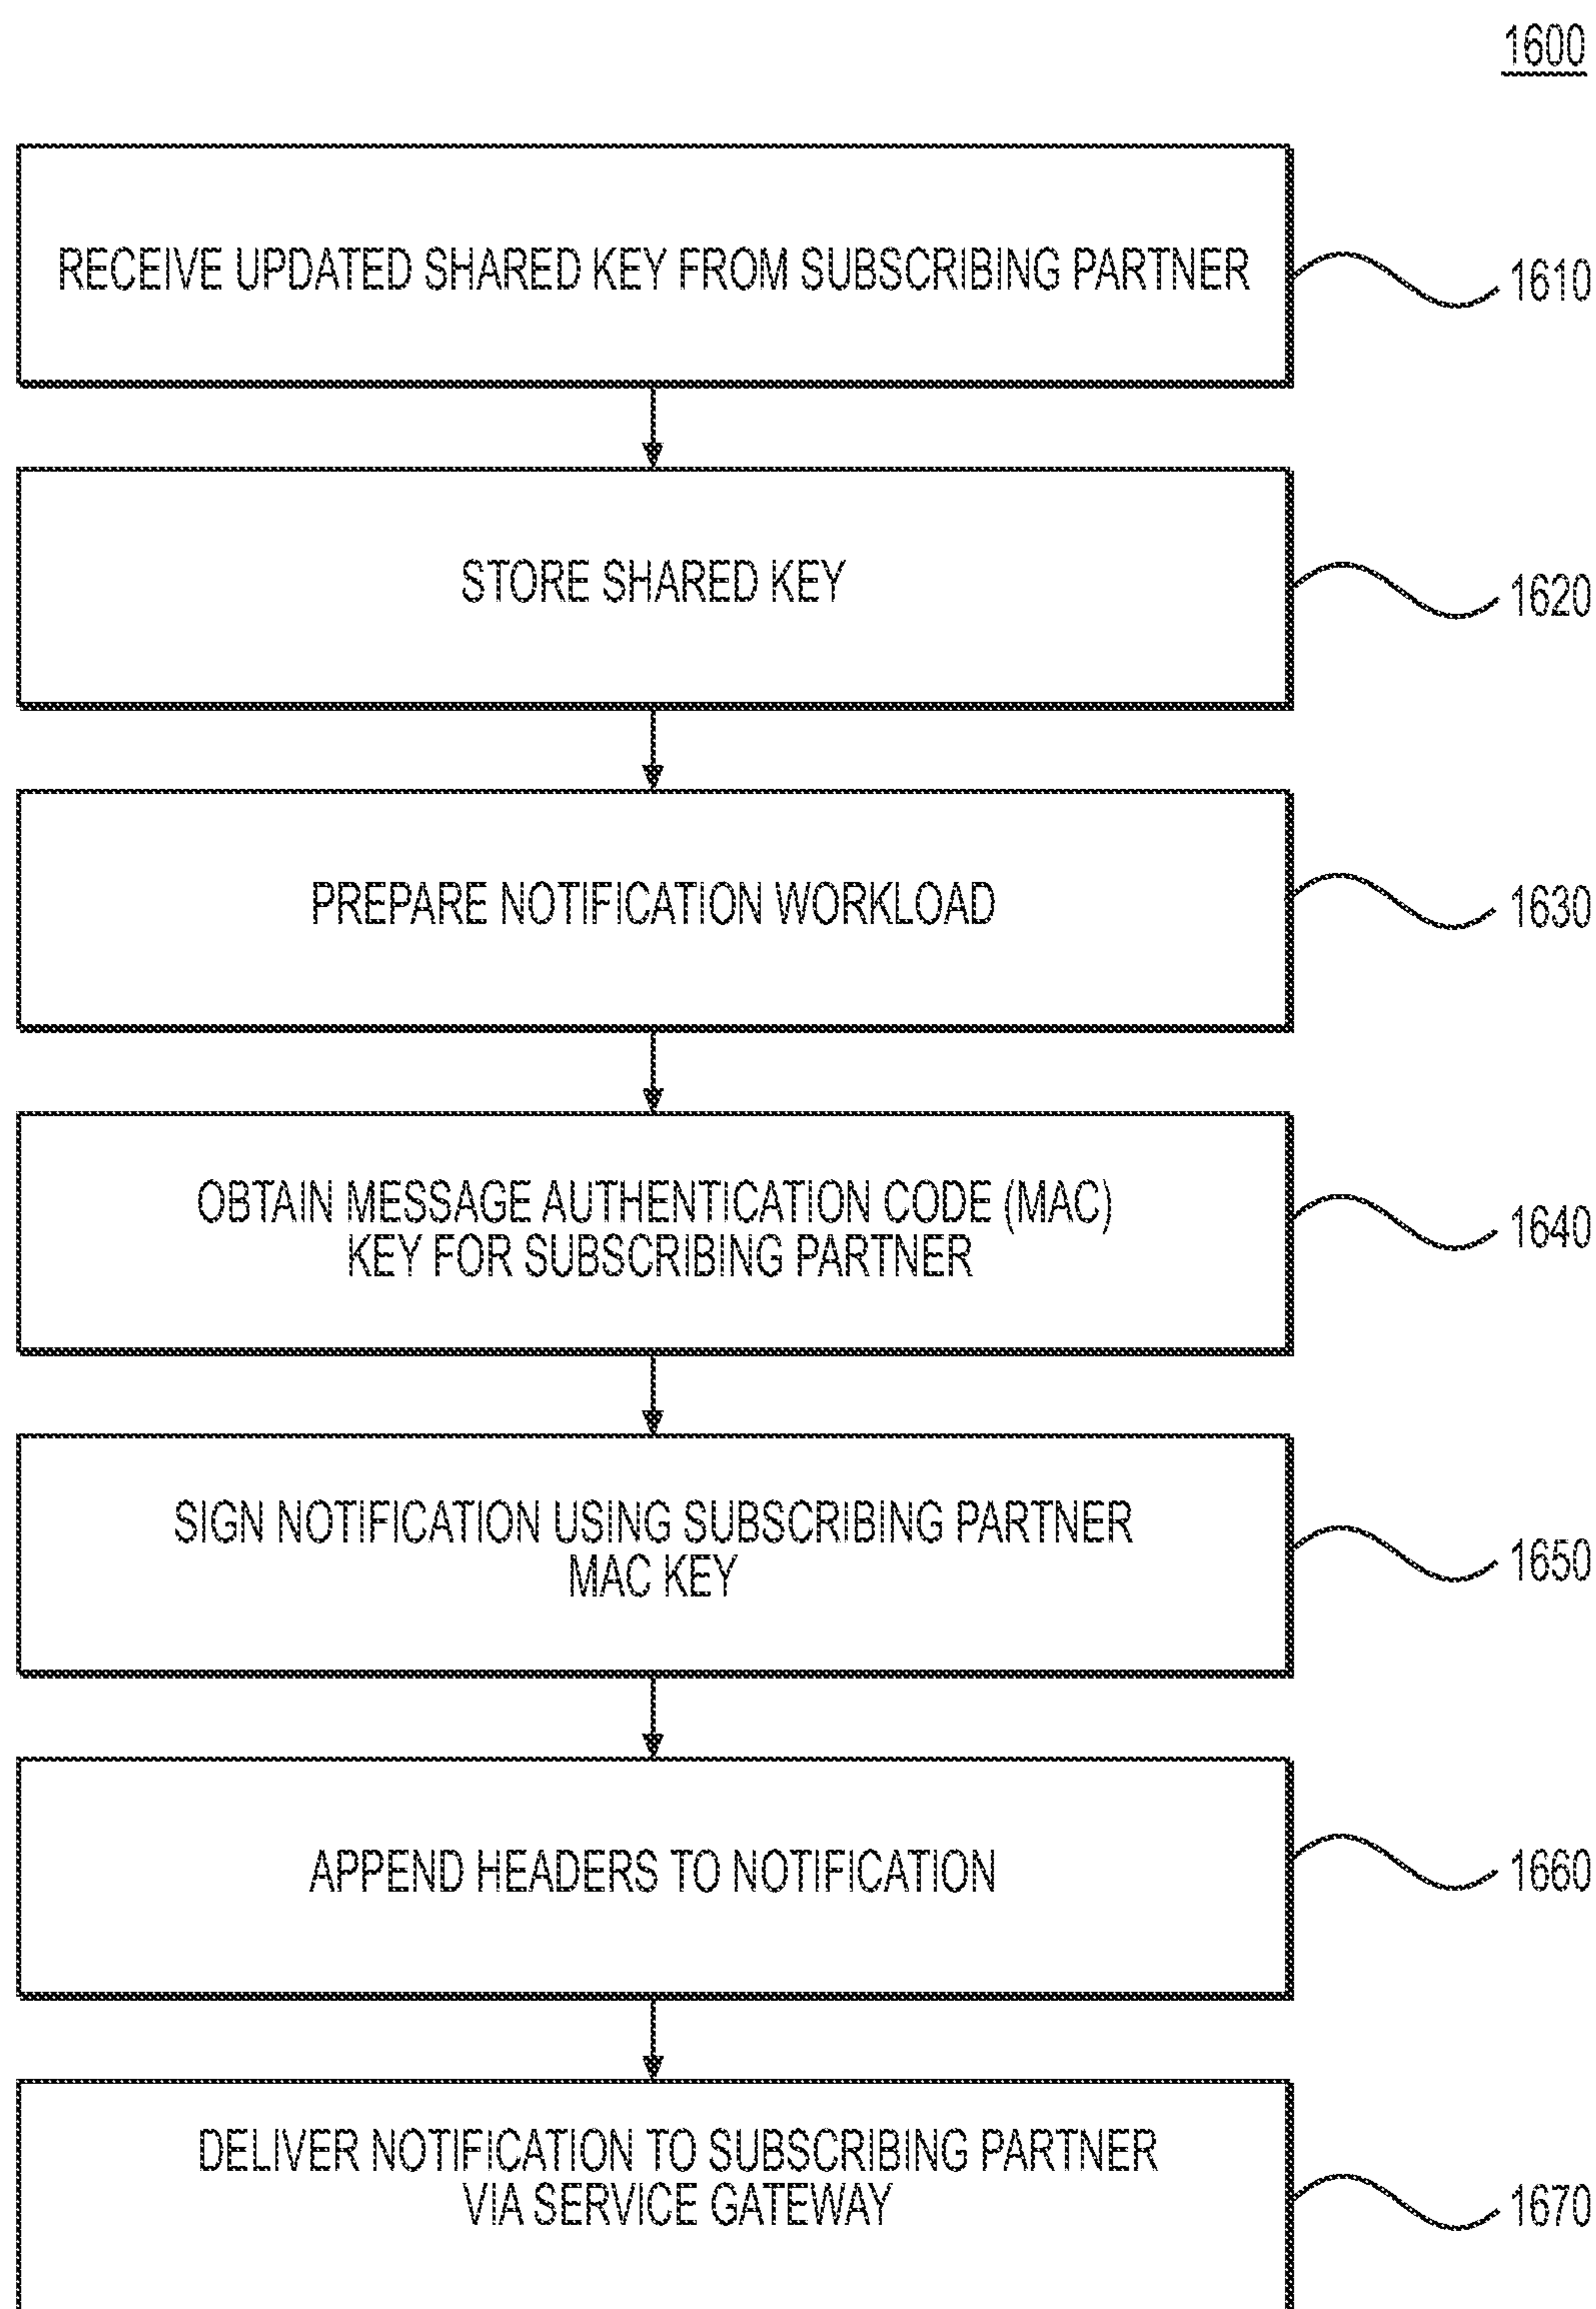 1600
RECEIVE UPDATED SHARED KEY FROM SUBSCRIBING PARTNER
1610
STORE SHARED KEY
1620
PREPARE NOTIFICATION WORKLOAD
1630
OBTAIN MESSAGE AUTHENTICATION CODE (MAC)
KEY FOR SUBSCRIBING PARTNER
1640
SIGN NOTIFICATION USING SUBSCRIBING PARTNER
MAC KEY
1650
APPEND HEADERS TO NOTIFICATION
1660
DELIVER NOTIFICATION TO SUBSCRIBING PARTNER
VIA SERVICE GATEWAY
1670